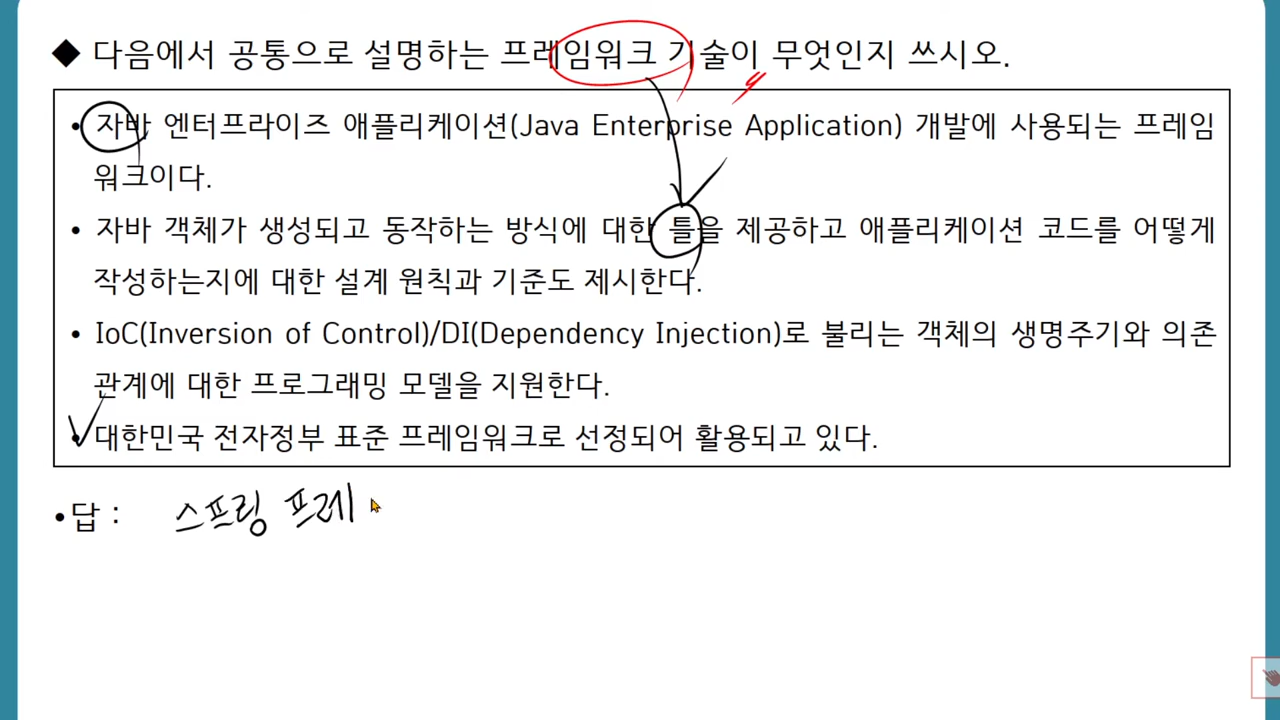 ◆ 다음에서 공통으로 설명하는 프레임워크 기술이 무엇인지 쓰시오.
• 자바 엔터프라이즈 애플리케이션(Java Enterprise Application) 개발에 사용되는 프레임
워크이다.
• 자바 객체가 생성되고 동작하는 방식에 대한 틀을 제공하고 애플리케이션 코드를 어떻게
작성하는지에 대한 설계 원칙과 기준도 제시한다.
• IoC(Inversion of Control)/DI(Dependency Injection)로 불리는 객체의 생명주기와 의존
관계에 대한 프로그래밍 모델을 지원한다.
• 대한민국 전자정부 표준 프레임워크로 선정되어 활용되고 있다.
• 답 : 스프링 프레